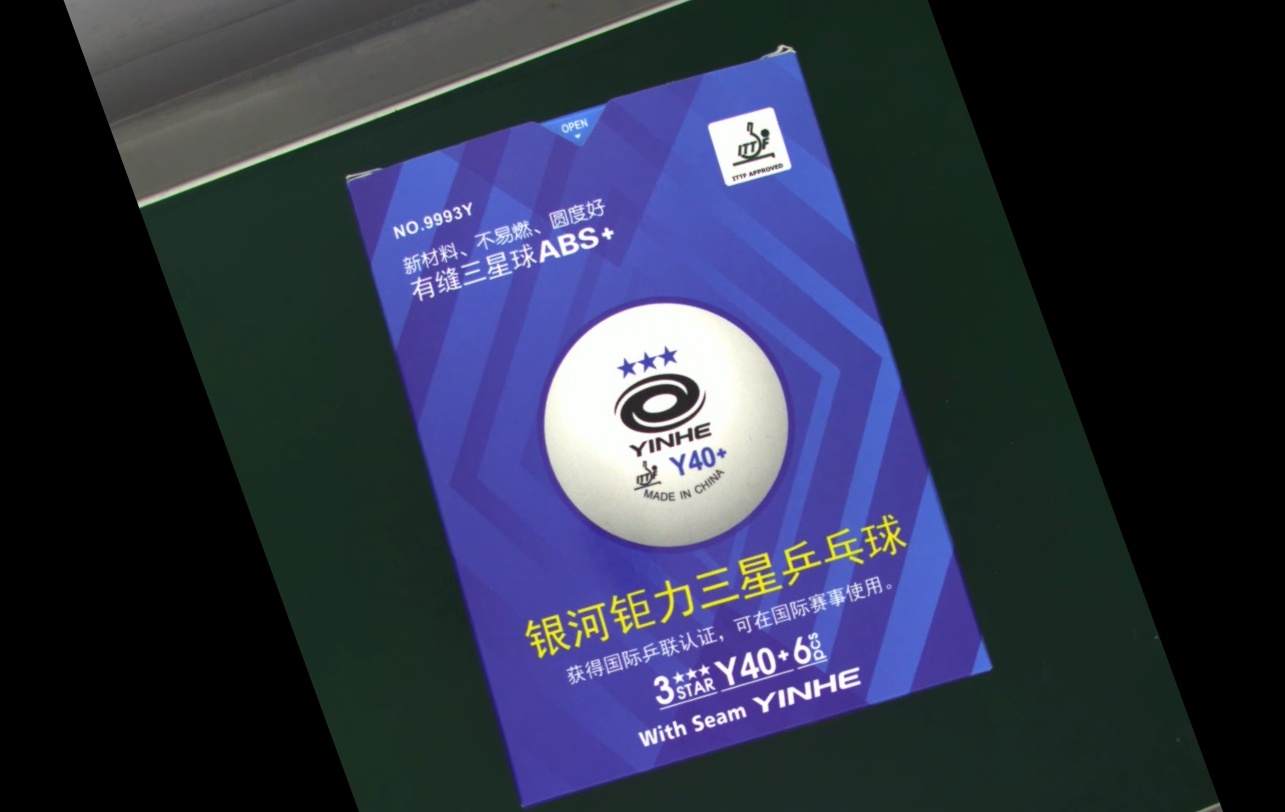 OPEN
ITTF
ITTF APPROVED
NO.9993Y
新材料、不易燃、圆度好
有缝三星球ABS+
YINHE
ITTF Y40+
MADE IN CHINA
银河钜力三星乒乓球
获得国际乒联认证，可在国际赛事使用。
3 STAR Y40+ 6 PCS
With Seam YINHE